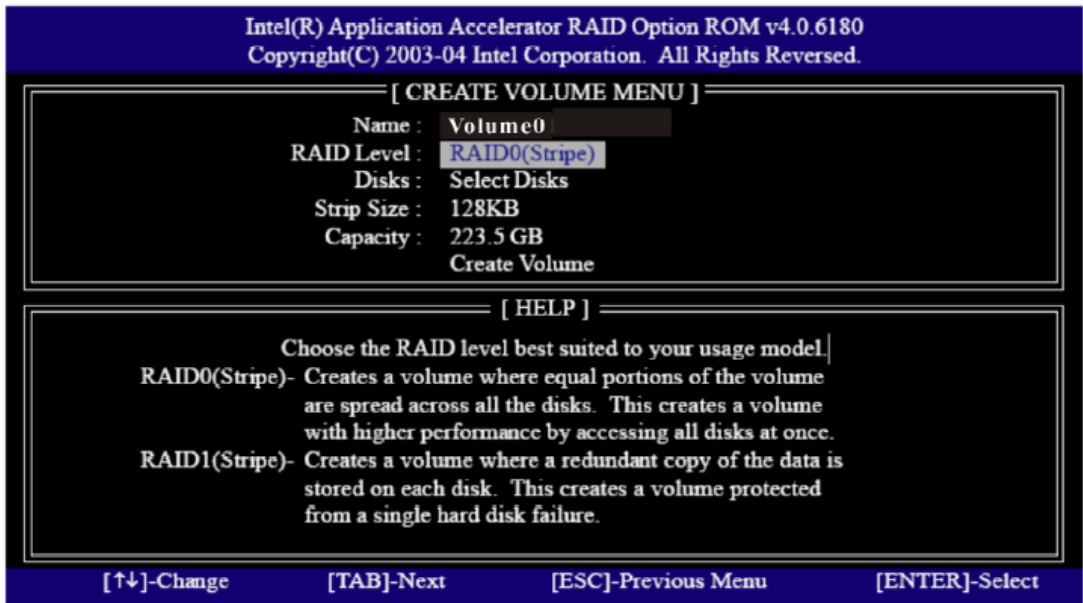 Intel(R) Application Accelerator RAID Option ROM v4.0.6180
Copyright(C) 2003-04 Intel Corporation. All Rights Reversed.
[ CREATE VOLUME MENU ]
Name : Volume0
RAID Level : RAID0(Stripe)
Disks : Select Disks
Strip Size : 128KB
Capacity : 223.5 GB
Create Volume
[ HELP ]
Choose the RAID level best suited to your usage model.
RAID0(Stripe)- Creates a volume where equal portions of the volume
are spread across all the disks. This creates a volume
with higher performance by accessing all disks at once.
RAID1(Stripe)- Creates a volume where a redundant copy of the data is
stored on each disk. This creates a volume protected
from a single hard disk failure.
[↑↓]-Change [TAB]-Next [ESC]-Previous Menu [ENTER]-Select